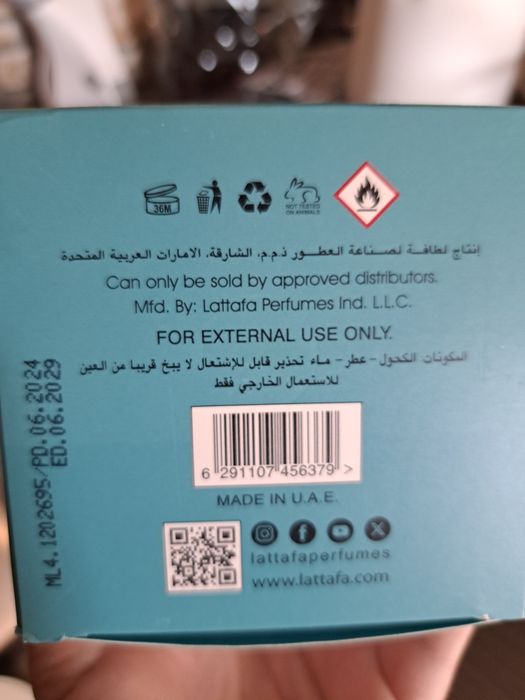 36M
NOT TESTED
ON ANIMALS
إنتاج لطافة لصناعة العطور ذ.م.م، الشارقة، الامارات العربية المتحدة
Can only be sold by approved distributors.
Mfd. By: Lattafa Perfumes Ind. L.L.C.
FOR EXTERNAL USE ONLY.
المكونات الكحول - عطر - ماء تحذير قابل للإشتعال لا يبخ قريبا من العين
للاستعمال الخارجي فقط
6 291107 456379 >
MADE IN U.A.E.
lattafaperfumes
www.lattafa.com
ML4.1202695/PD.06.2024
ED.06.2029